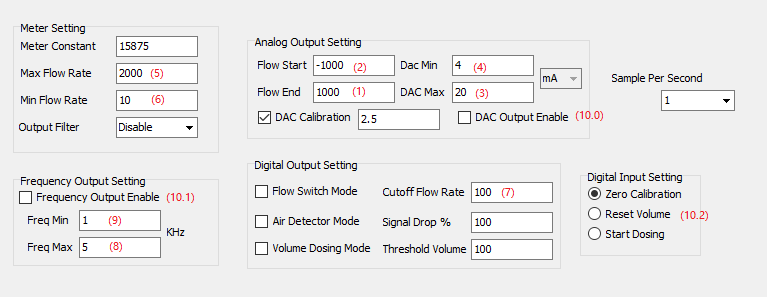 Meter Setting
Meter Constant 15875
Max Flow Rate 2000 (5)
Min Flow Rate 10 (6)
Output Filter Disable
Analog Output Setting
Flow Start -1000 (2) Dac Min 4 (4)
Flow End 1000 (1) DAC Max 20 (3) mA
DAC Calibration 2.5 DAC Output Enable (10.0)
Sample Per Second
1
Frequency Output Setting
Frequency Output Enable (10.1)
Freq Min 1 (9)
KHz
Freq Max 5 (8)
Digital Output Setting
Flow Switch Mode Cutoff Flow Rate 100 (7)
Air Detector Mode Signal Drop % 100
Volume Dosing Mode Threshold Volume 100
Digital Input Setting
Zero Calibration
Reset Volume (10.2)
Start Dosing